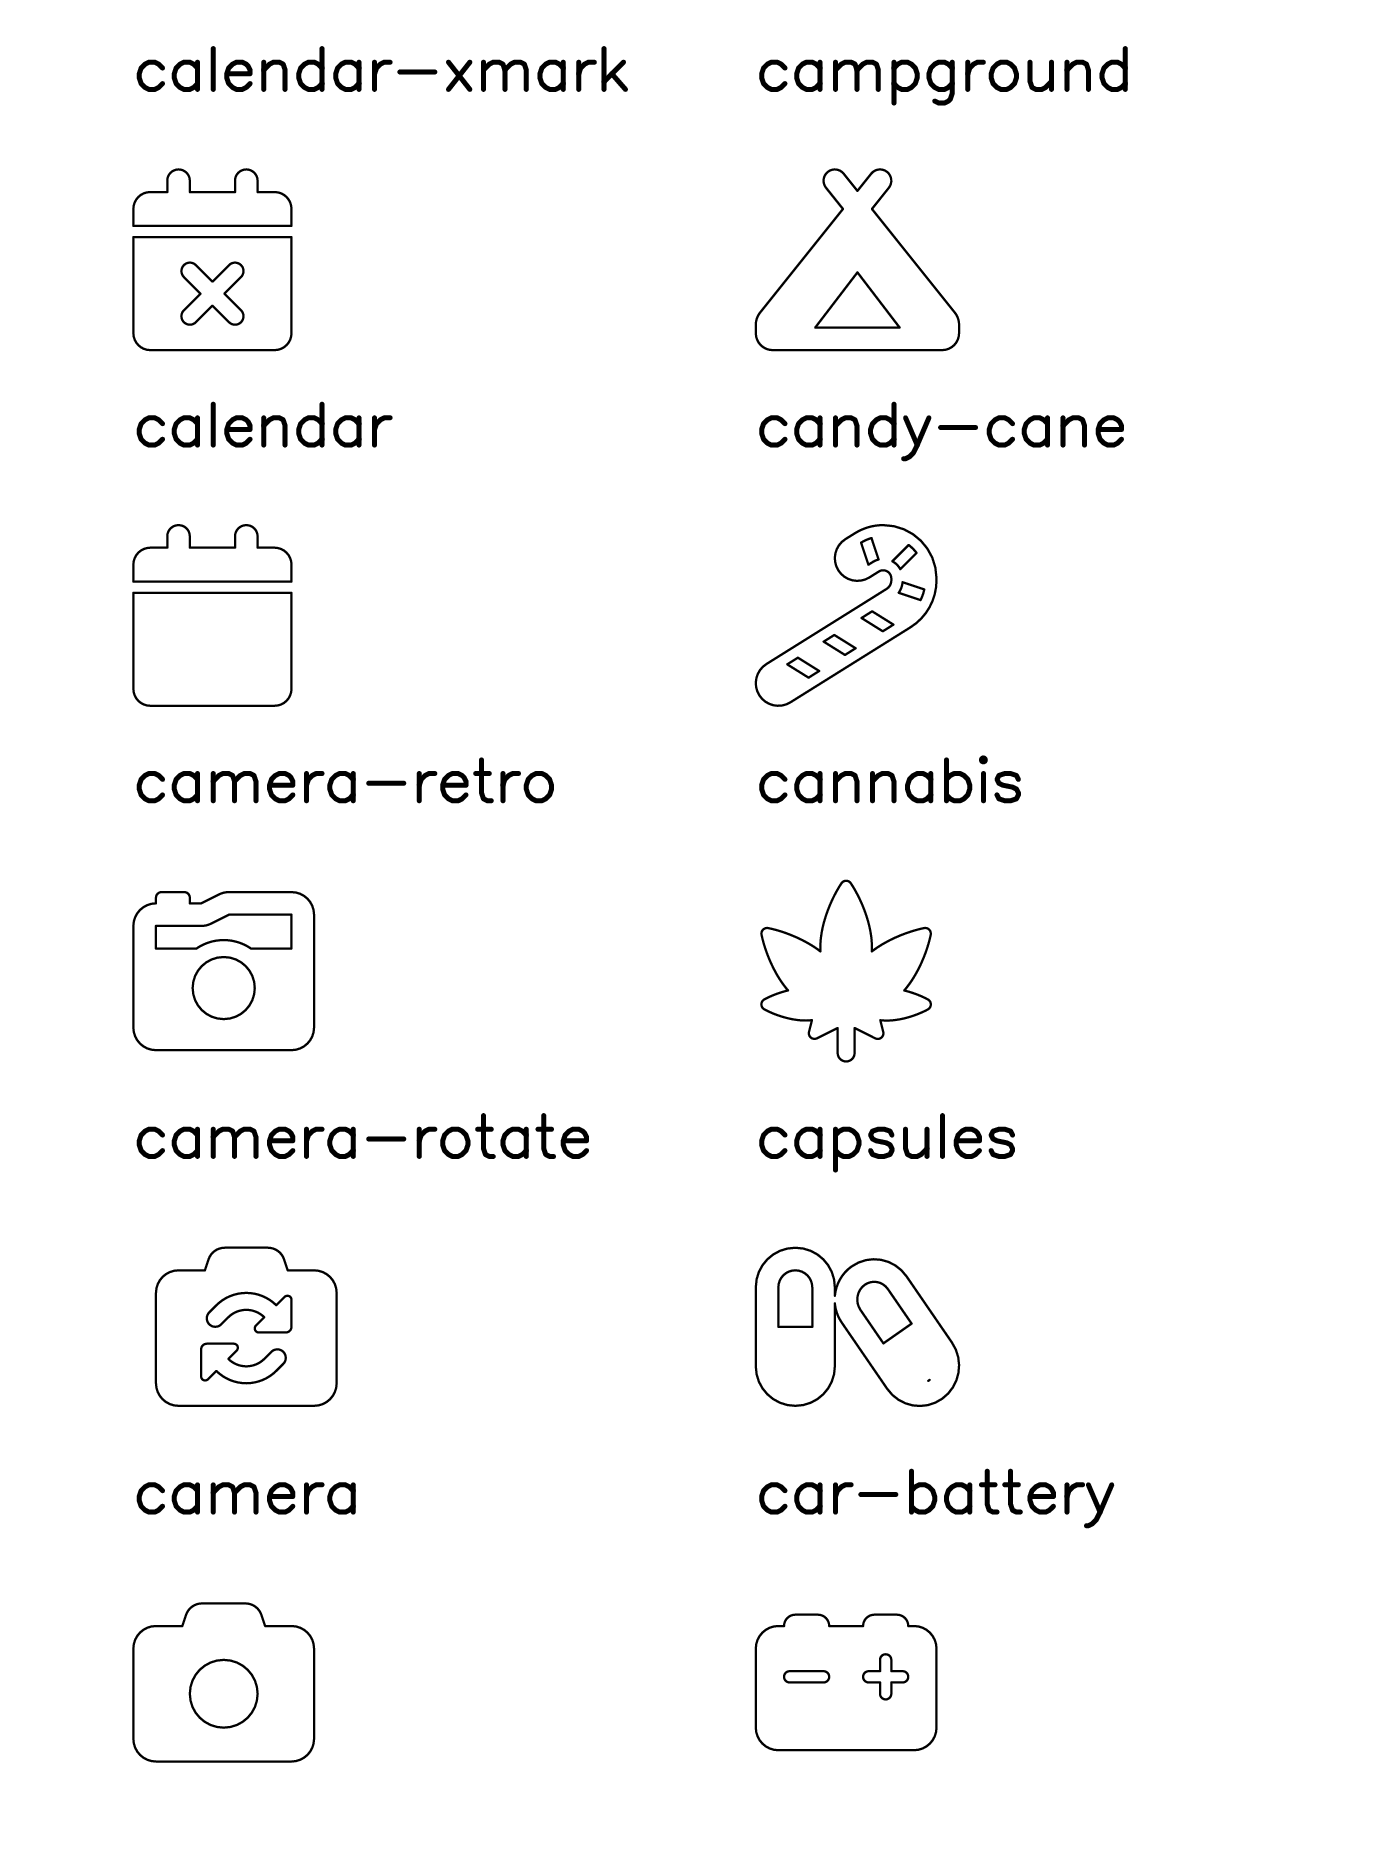 calendar-xmark
campground
calendar
candy-cane
camera-retro
cannabis
camera-rotate
capsules
camera
car-battery